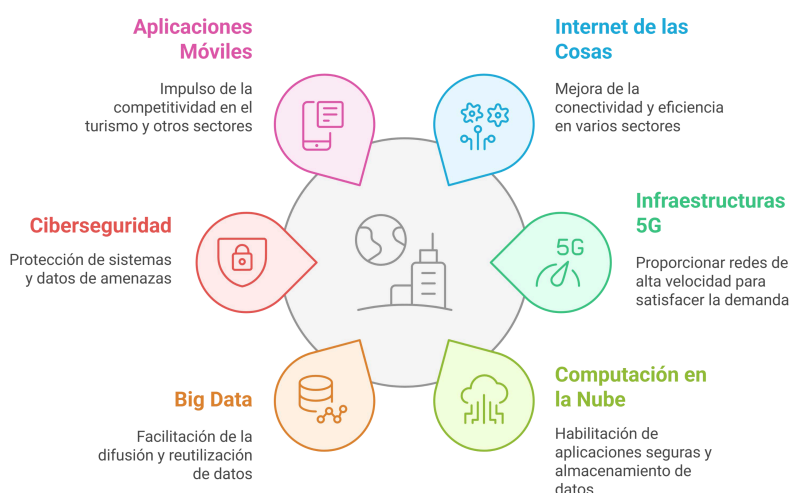 Aplicaciones
Móviles
Impulso de la
competitividad en el
turismo y otros sectores
Internet de las
Cosas
Mejora de la
conectividad y eficiencia
en varios sectores
Ciberseguridad
Protección de sistemas
y datos de amenazas
5G
Infraestructuras
5G
Proporcionar redes de
alta velocidad para
satisfacer la demanda
Big Data
Facilitación de la
difusión y reutilización
de datos
Computación en
la Nube
Habilitación de
aplicaciones seguras y
almacenamiento de
datos